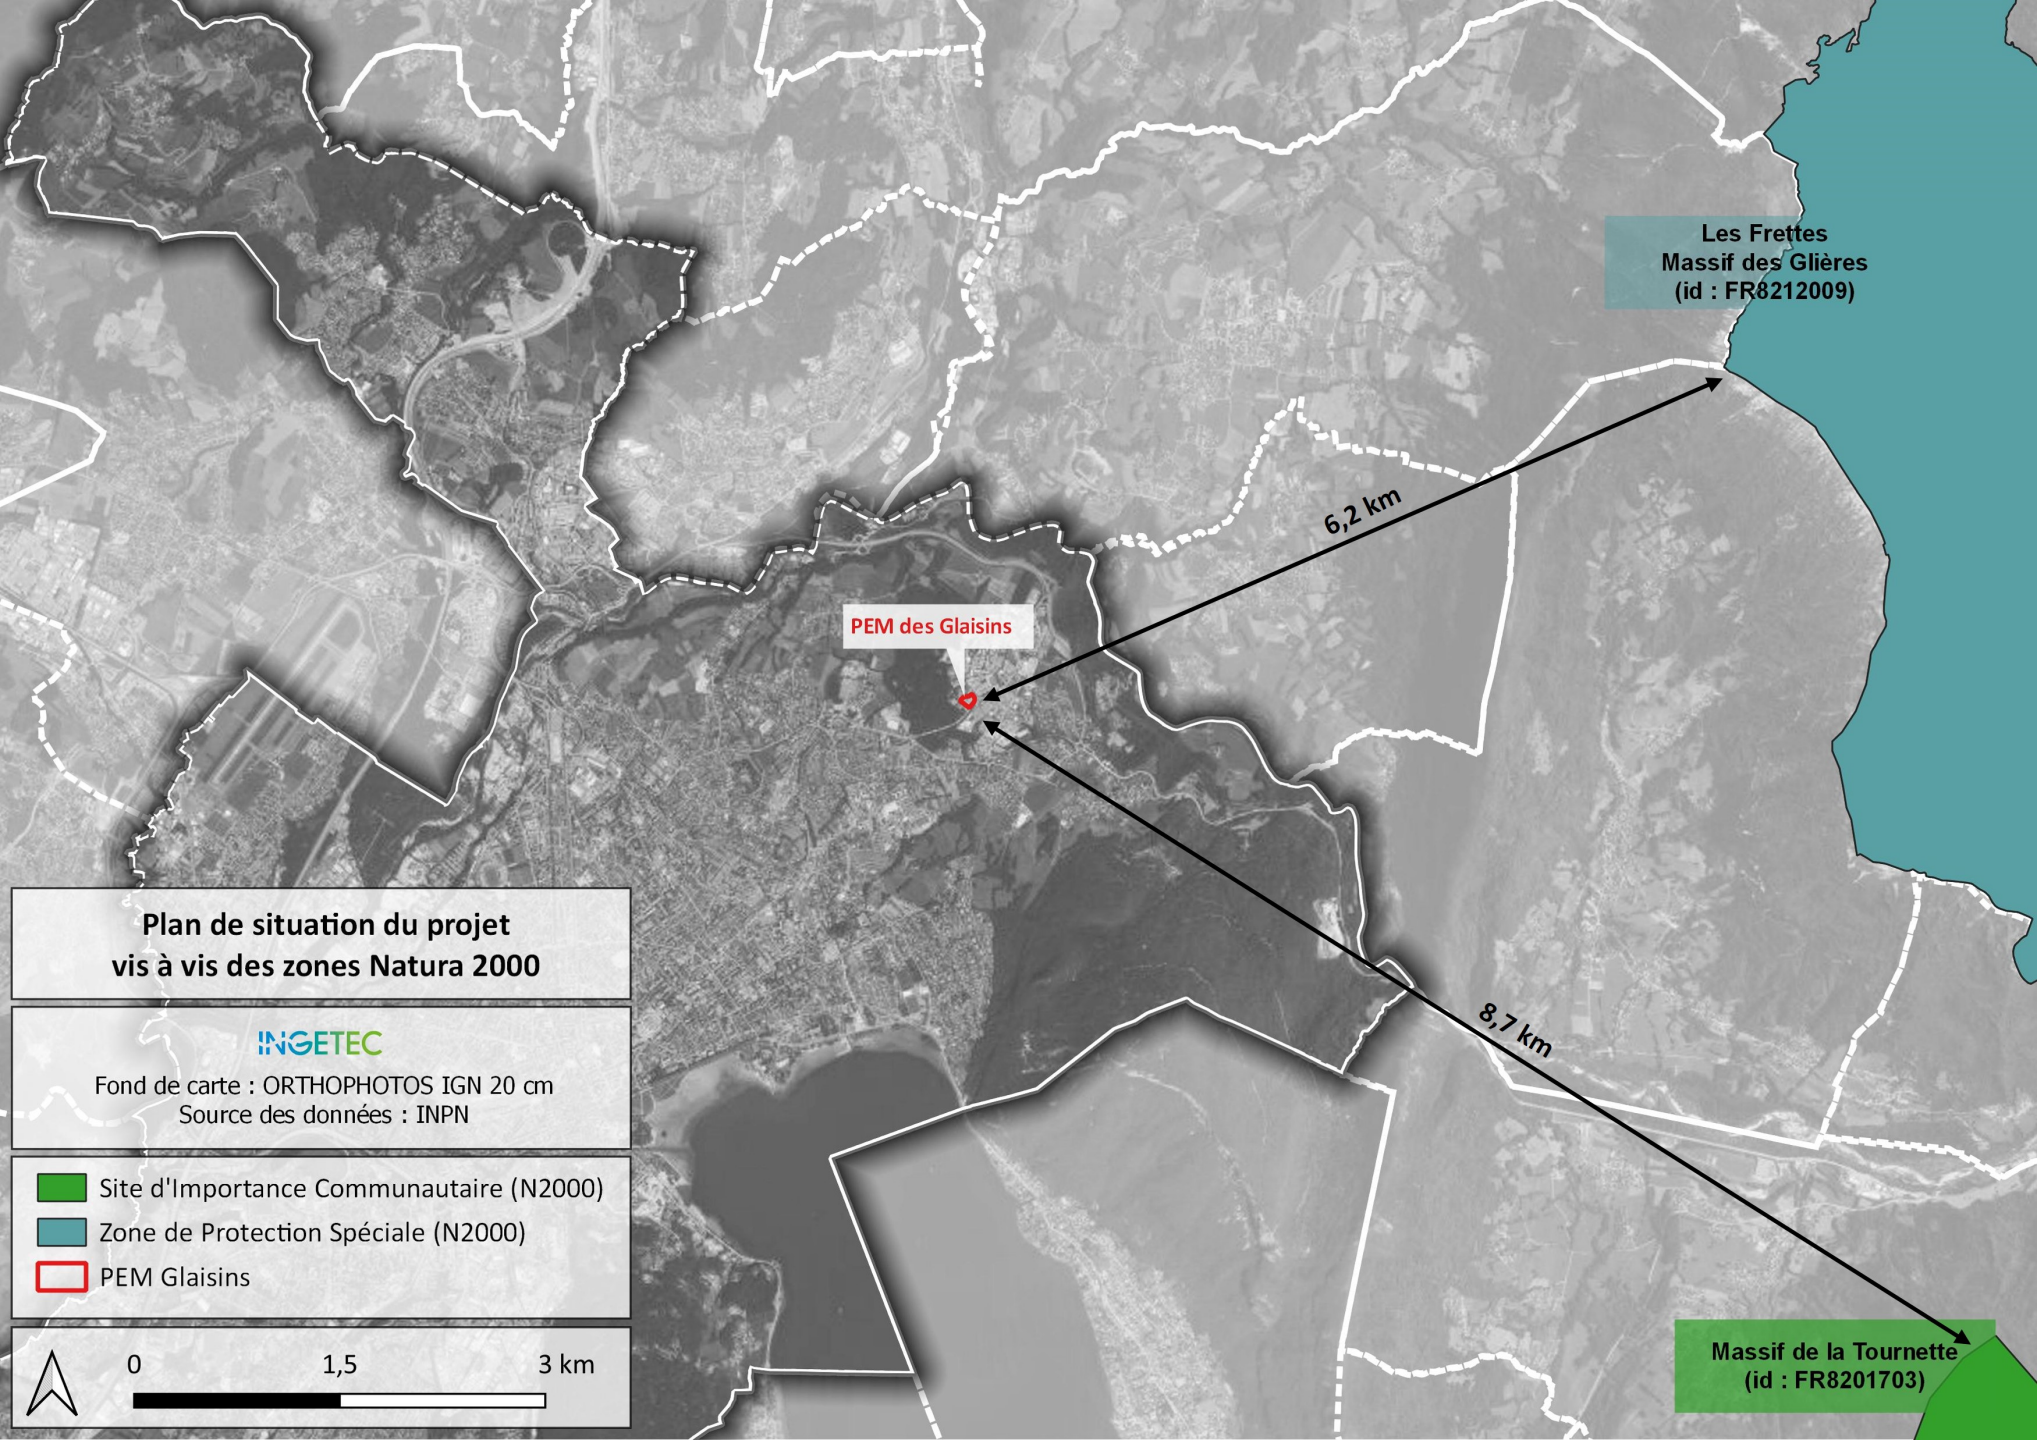 Les Frettes
Massif des Glières
(id : FR8212009)
6,2 km
PEM des Glaisins
8,7 km
Plan de situation du projet
vis à vis des zones Natura 2000
INGETEC
Fond de carte : ORTHOPHOTOS IGN 20 cm
Source des données : INPN
Site d'Importance Communautaire (N2000)
Zone de Protection Spéciale (N2000)
PEM Glaisins
0 1,5 3 km
Massif de la Tournette
(id : FR8201703)